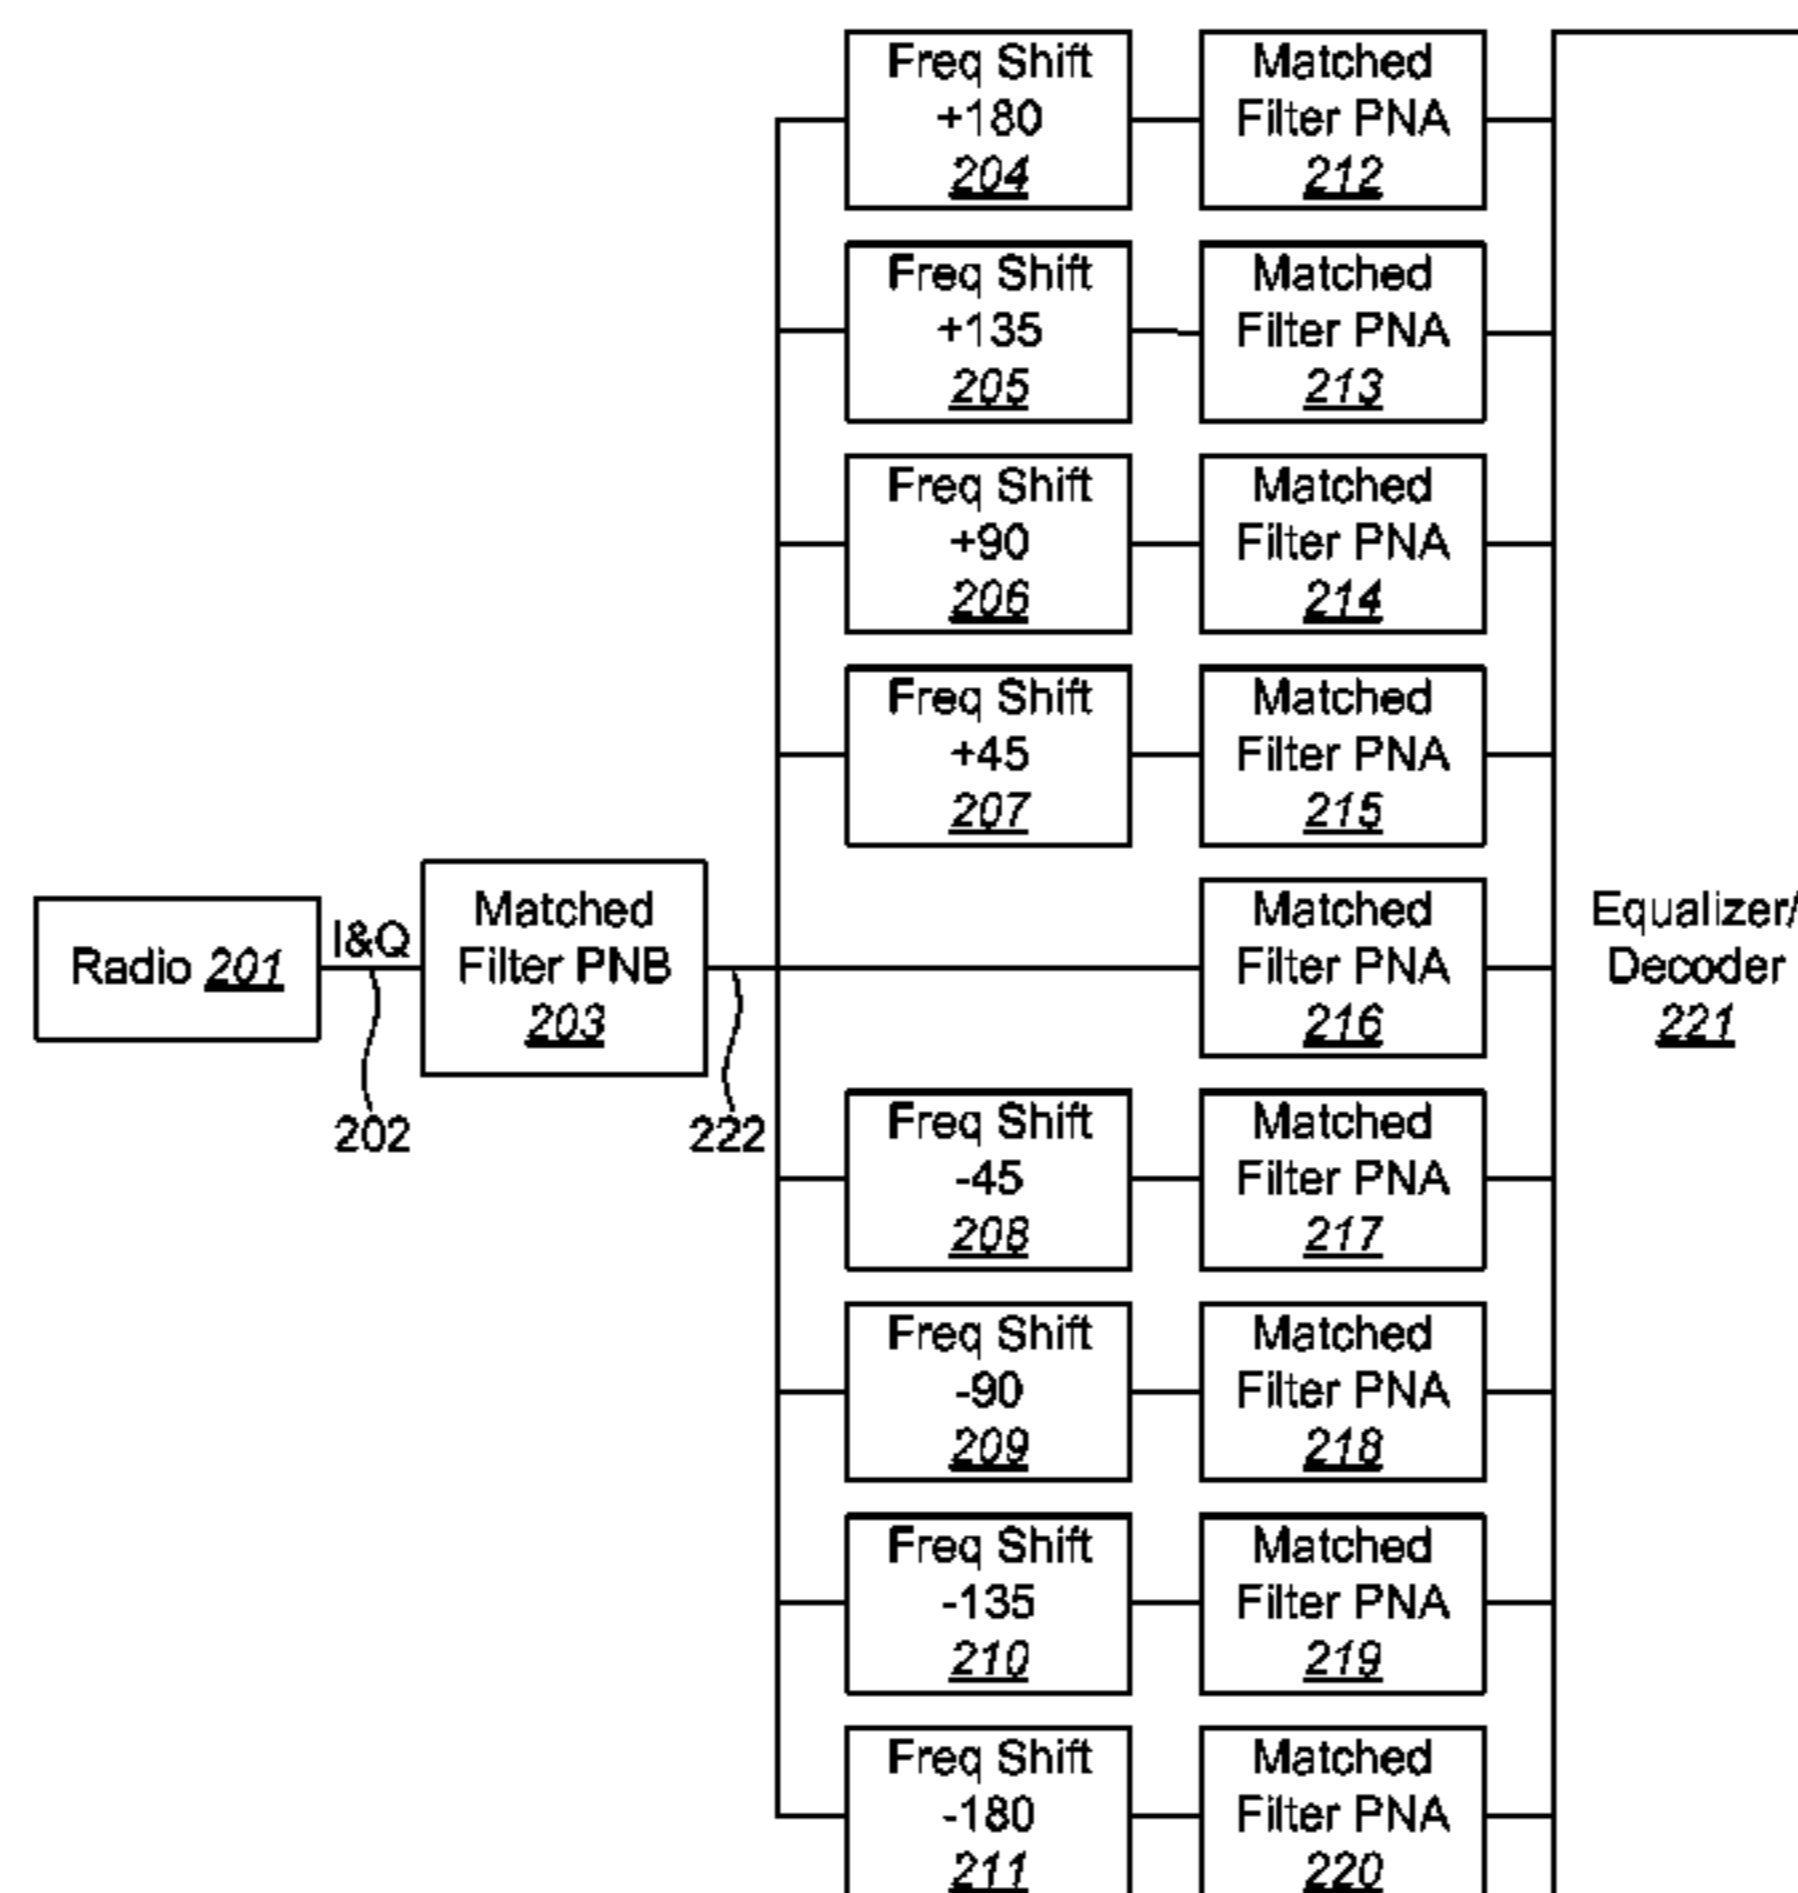 Freq Shift
+180
204
Matched
Filter PNA
212
Freq Shift
+135
205
Matched
Filter PNA
213
Freq Shift
+90
206
Matched
Filter PNA
214
Freq Shift
+45
207
Matched
Filter PNA
215
Radio 201
I&Q
202
Matched
Filter PNB
203
222
Matched
Filter PNA
216
Equalizer/
Decoder
221
Freq Shift
-45
208
Matched
Filter PNA
217
Freq Shift
-90
209
Matched
Filter PNA
218
Freq Shift
-135
210
Matched
Filter PNA
219
Freq Shift
-180
211
Matched
Filter PNA
220